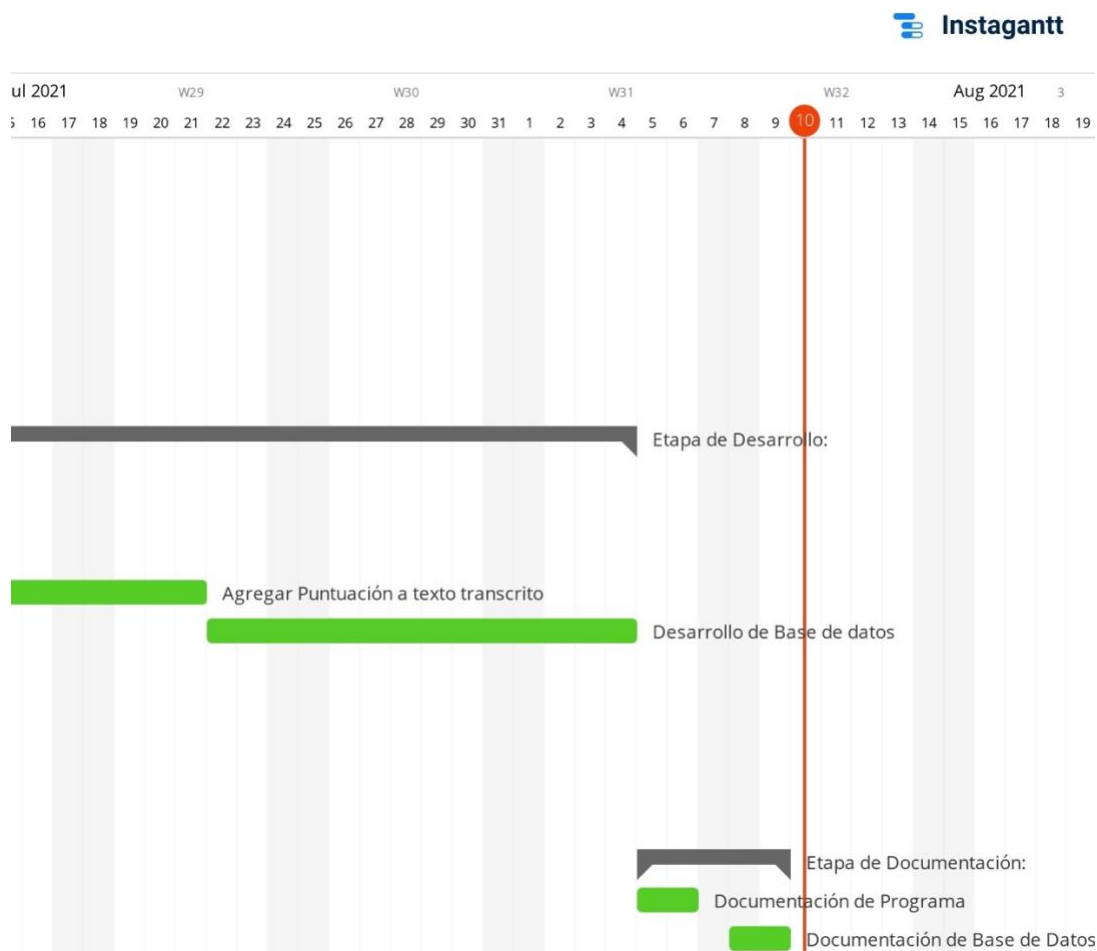 Instagantt
ul 2021 W29 W30 W31 W32 Aug 2021 3
16 17 18 19 20 21 22 23 24 25 26 27 28 29 30 31 1 2 3 4 5 6 7 8 9 10 11 12 13 14 15 16 17 18 19
Etapa de Desarrollo:
Agregar Puntuación a texto transcrito
Desarrollo de Base de datos
Etapa de Documentación:
Documentación de Programa
Documentación de Base de Datos